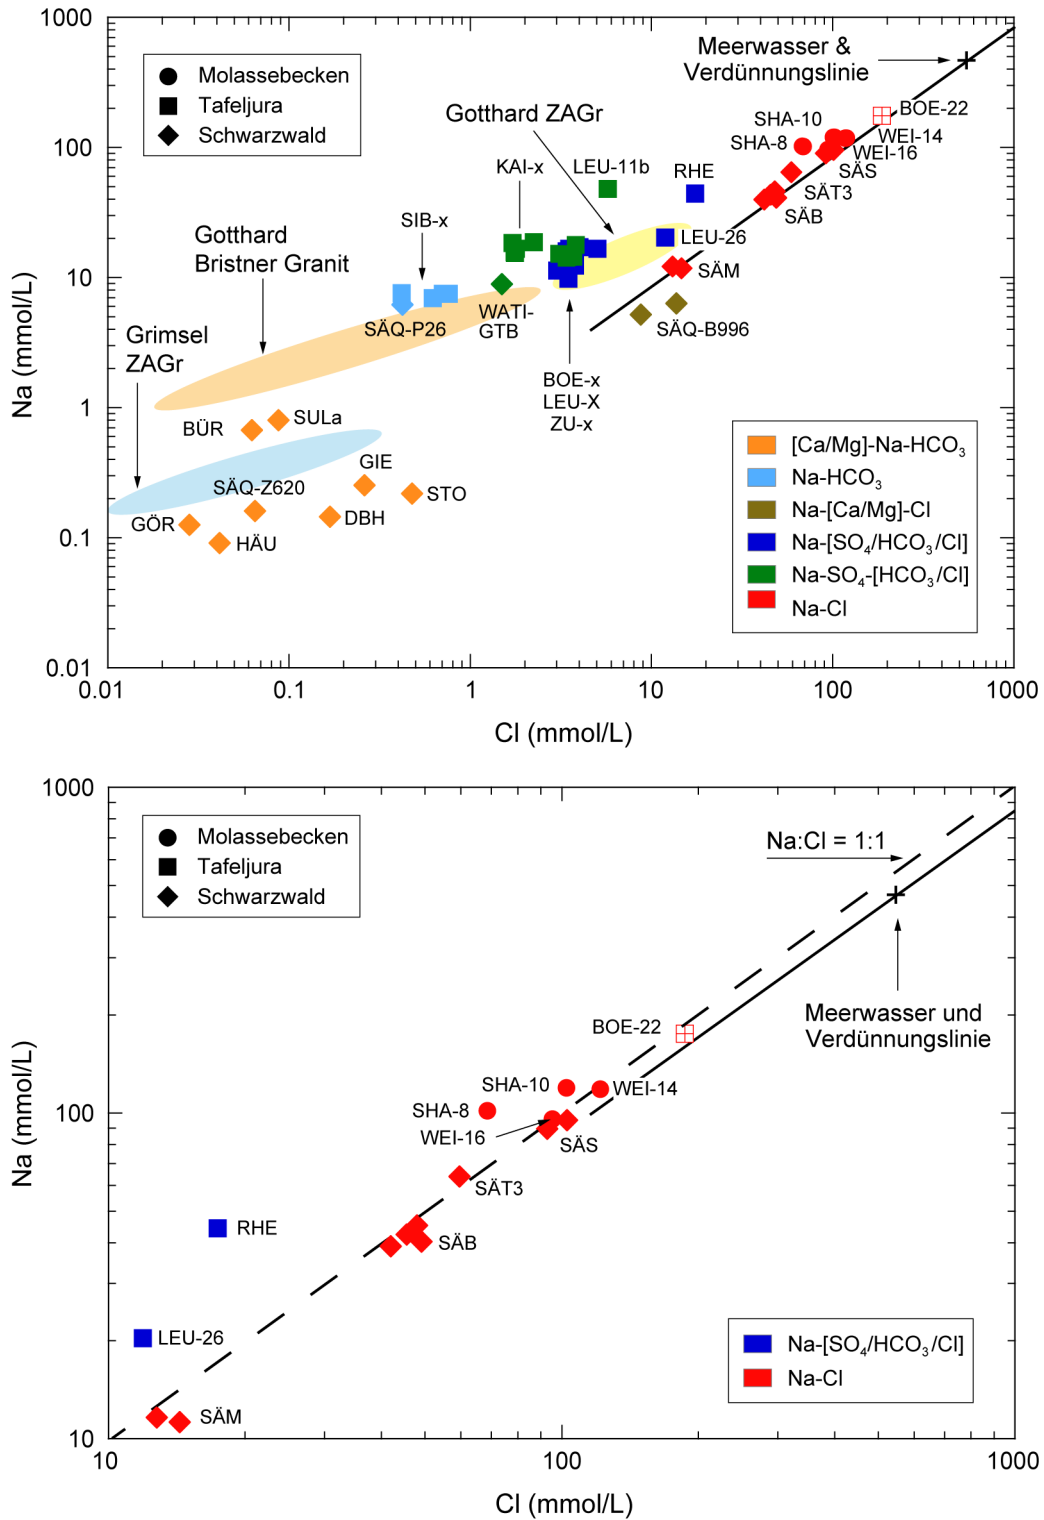 1000
100
10
1
0.1
0.01
Na (mmol/L)
Molassebecken
Tafeljura
Schwarzwald
Meerwasser &
Verdünnungslinie
Gotthard ZAGr
BOE-22
SHA-10
SHA-8
WEI-14
WEI-16
SÄS
SÄT3
SÄB
KAI-x
LEU-11b
RHE
SIB-x
LEU-26
SÄM
Gotthard
Bristner Granit
SÄQ-P26
WATI-
GTB
SÄQ-B996
Grimsel
ZAGr
BOE-x
LEU-X
ZU-x
BÜR
SULa
GIE
SÄQ-Z620
STO
GÖR
DBH
HÄU
[Ca/Mg]-Na-HCO₃
Na-HCO₃
Na-[Ca/Mg]-Cl
Na-[SO₄/HCO₃/Cl]
Na-SO₄-[HCO₃/Cl]
Na-Cl
0.01
0.1
1
10
100
1000
Cl (mmol/L)
1000
100
10
Na (mmol/L)
Molassebecken
Tafeljura
Schwarzwald
Na:Cl = 1:1
Meerwasser und
Verdünnungslinie
BOE-22
SHA-10
WEI-14
SHA-8
WEI-16
SÄS
SÄT3
RHE
SÄB
LEU-26
SÄM
Na-[SO₄/HCO₃/Cl]
Na-Cl
10
100
1000
Cl (mmol/L)